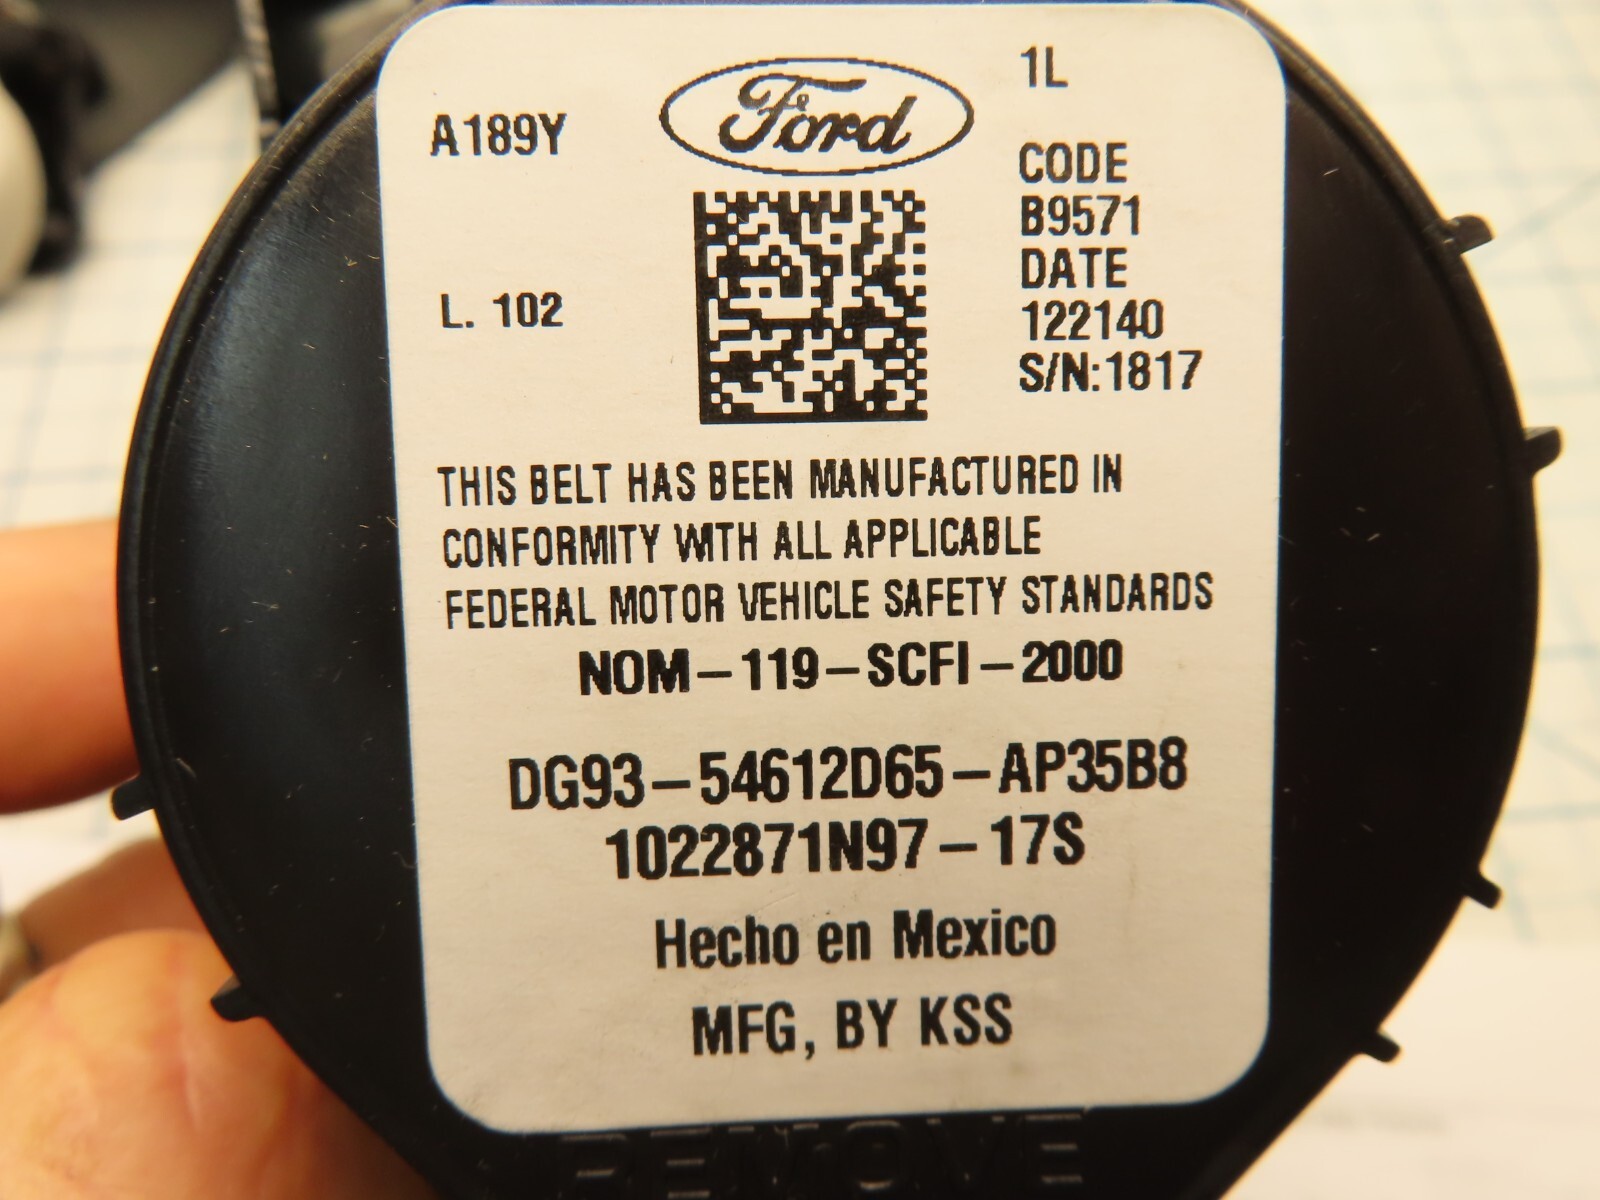 Ford
1L
A189Y
CODE
B9571
DATE
L. 102
122140
S/N:1817
THIS BELT HAS BEEN MANUFACTURED IN
CONFORMITY WITH ALL APPLICABLE
FEDERAL MOTOR VEHICLE SAFETY STANDARDS
NOM-119-SCFI-2000
DG93-54612D65-AP35B8
1022871N97-17S
Hecho en Mexico
MFG, BY KSS
REMOVE